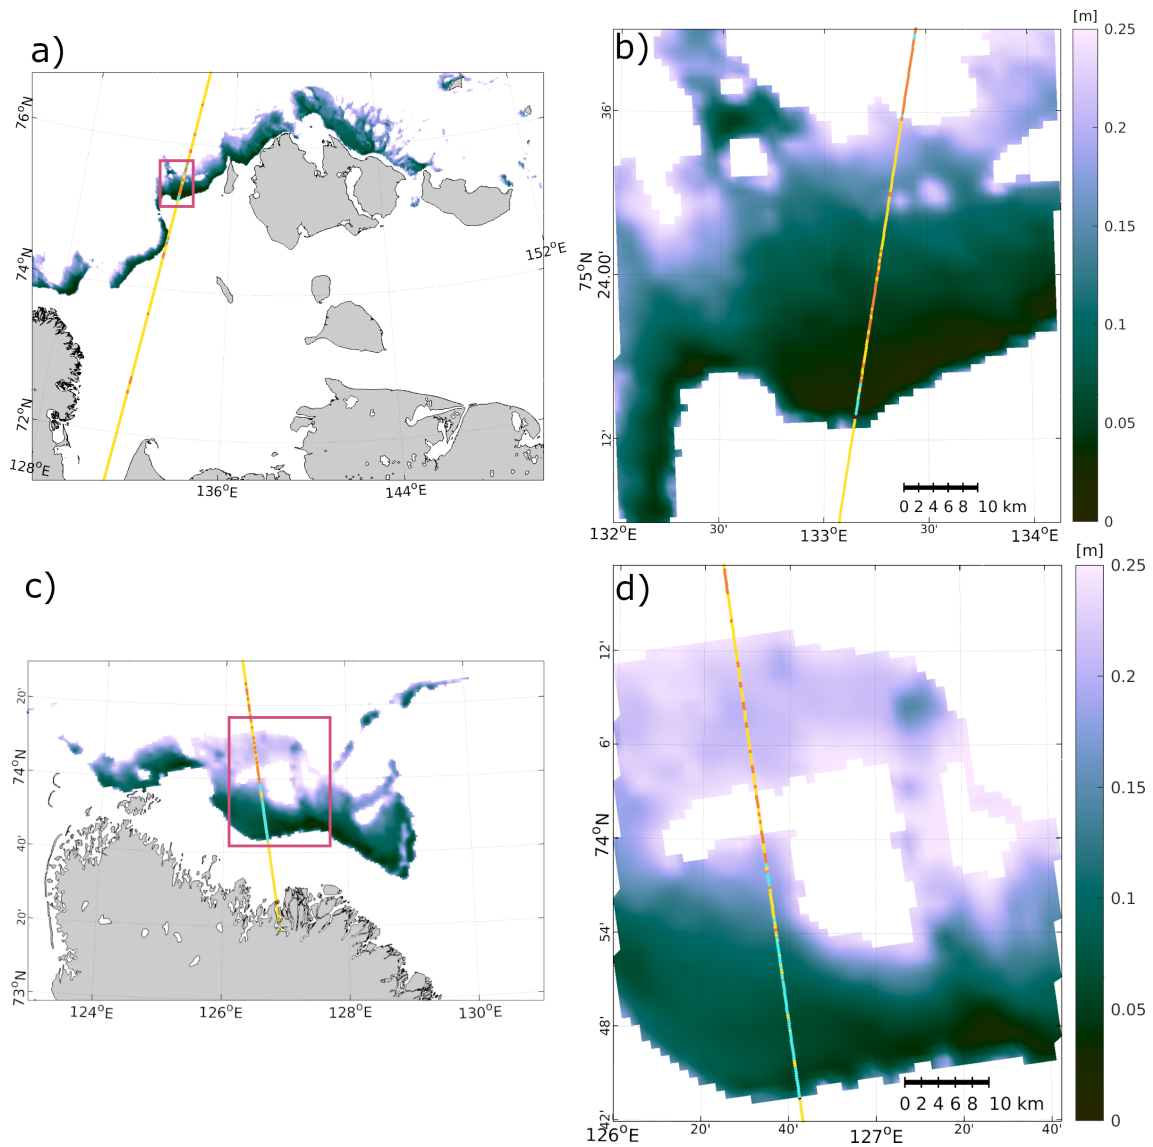 a)
76°N
74°N
72°N
128°E
136°E
144°E
152°E
b)
[m]
0.25
0.2
0.15
0.1
0.05
0
36'
75°N
24.00'
12'
132°E
30'
133°E
30'
134°E
0 2 4 6 8 10 km
c)
20'
74°N
40'
20'
73°N
124°E
126°E
128°E
130°E
d)
[m]
0.25
0.2
0.15
0.1
0.05
0
12'
6'
74°N
54'
48'
42'
126°E
20'
40'
127°E
20'
0 2 4 6 8 10 km